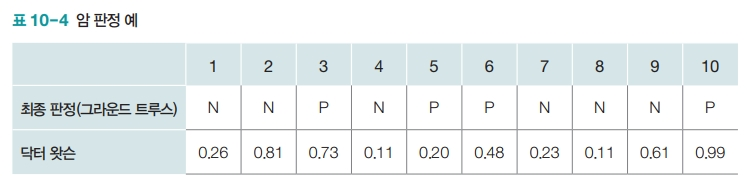 표 10-4 암 판정 예
1 2 3 4 5 6 7 8 9 10
최종 판정(그라운드 트루스) N N P N P P N N N P
닥터 왓슨 0.26 0.81 0.73 0.11 0.20 0.48 0.23 0.11 0.61 0.99